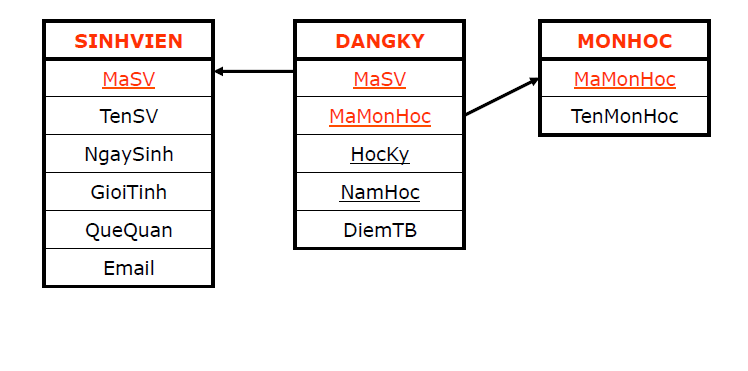 SINHVIEN
MaSV
TenSV
NgaySinh
GioiTinh
QueQuan
Email
DANGKY
MaSV
MaMonHoc
HocKy
NamHoc
DiemTB
MONHOC
MaMonHoc
TenMonHoc